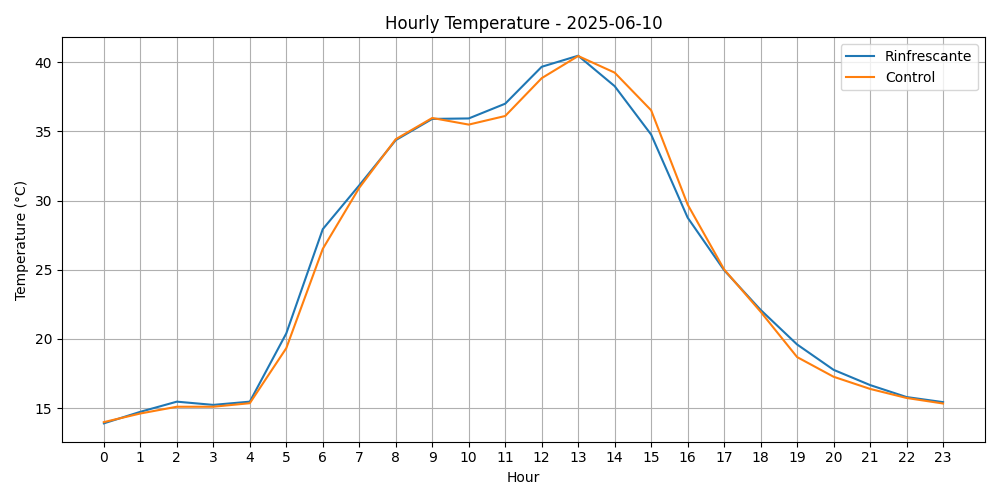 Hourly Temperature - 2025-06-10
Rinfrescante
Control
Temperature (°C)
40
35
30
25
20
15
0 1 2 3 4 5 6 7 8 9 10 11 12 13 14 15 16 17 18 19 20 21 22 23
Hour